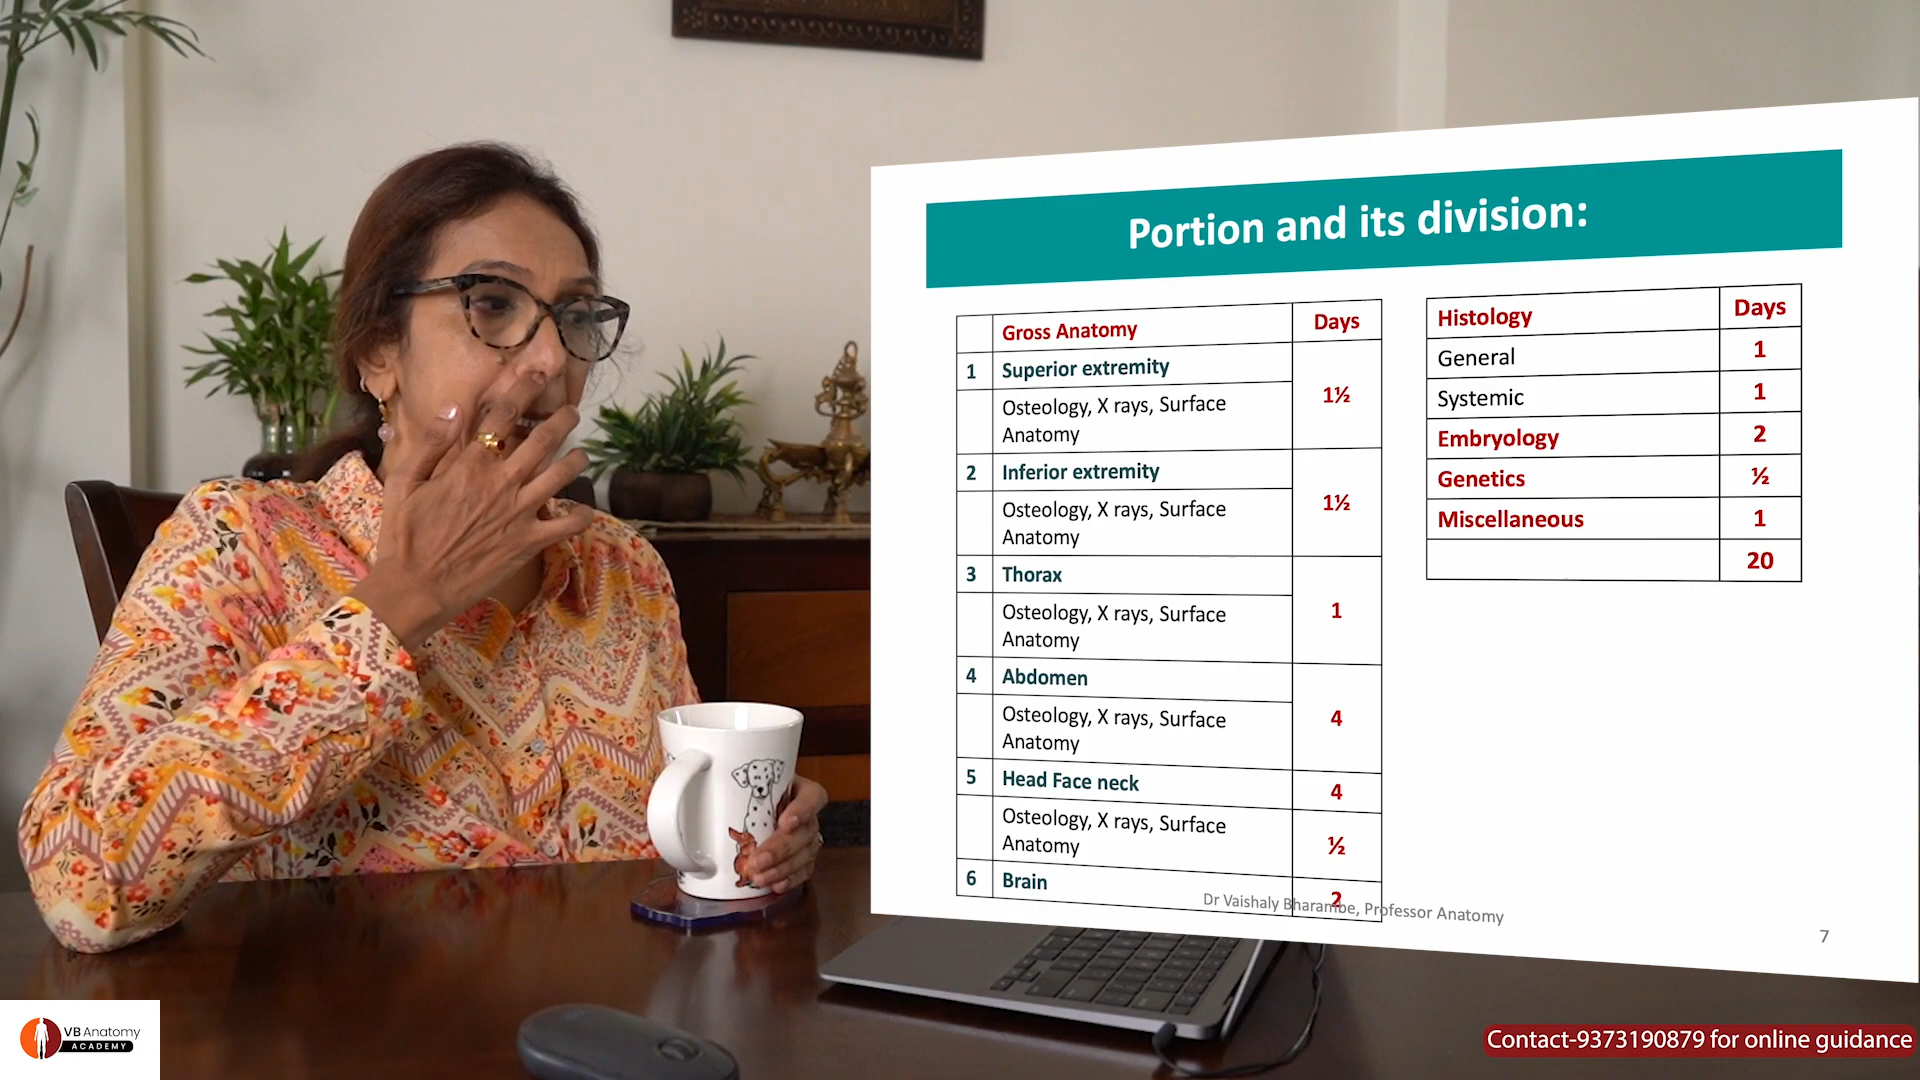 Portion and its division:
Gross Anatomy Days
1 Superior extremity 1½
Osteology, X rays, Surface
Anatomy
2 Inferior extremity 1½
Osteology, X rays, Surface
Anatomy
3 Thorax 1
Osteology, X rays, Surface
Anatomy
4 Abdomen 4
Osteology, X rays, Surface
Anatomy
5 Head Face neck 4
Osteology, X rays, Surface ½
Anatomy
6 Brain 2
Histology Days
General 1
Systemic 1
Embryology 2
Genetics ½
Miscellaneous 1
20
Dr Vaishaly Bharambe, Professor Anatomy
7
VB Anatomy
ACADEMY
Contact-9373190879 for online guidance